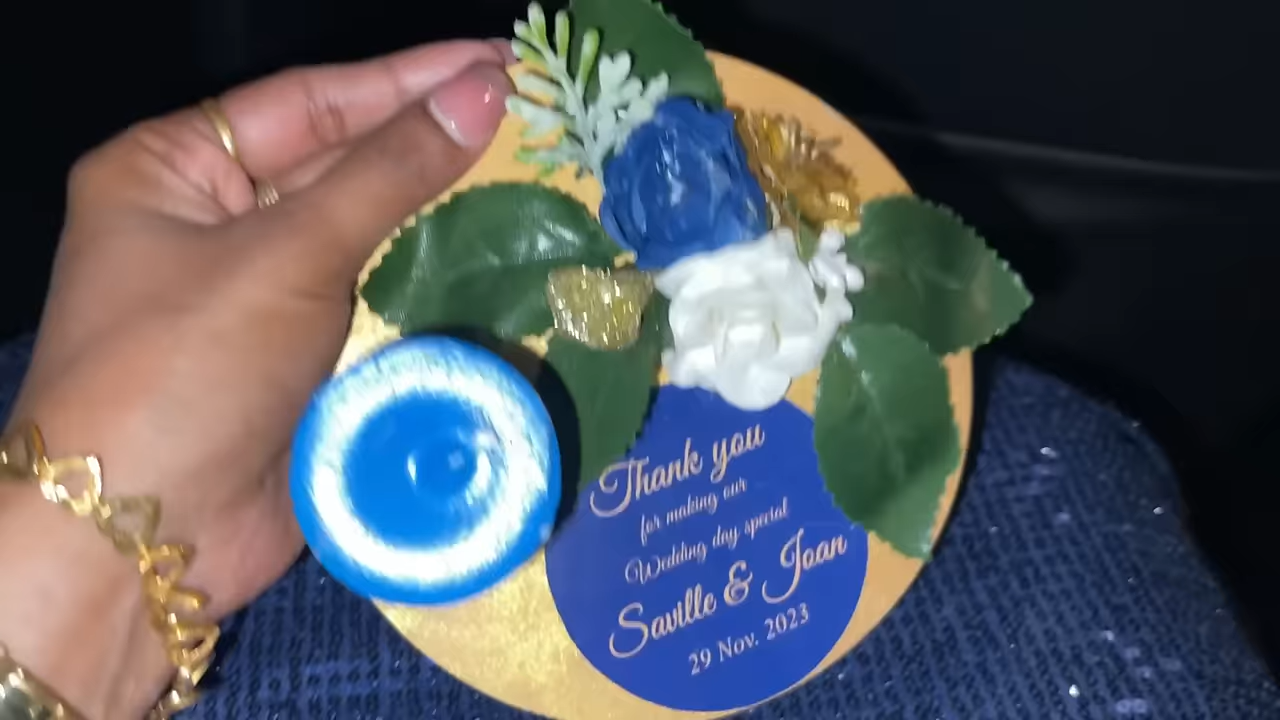 Thank you
for making our
Wedding day special
Saville & Joan
29 Nov. 2023